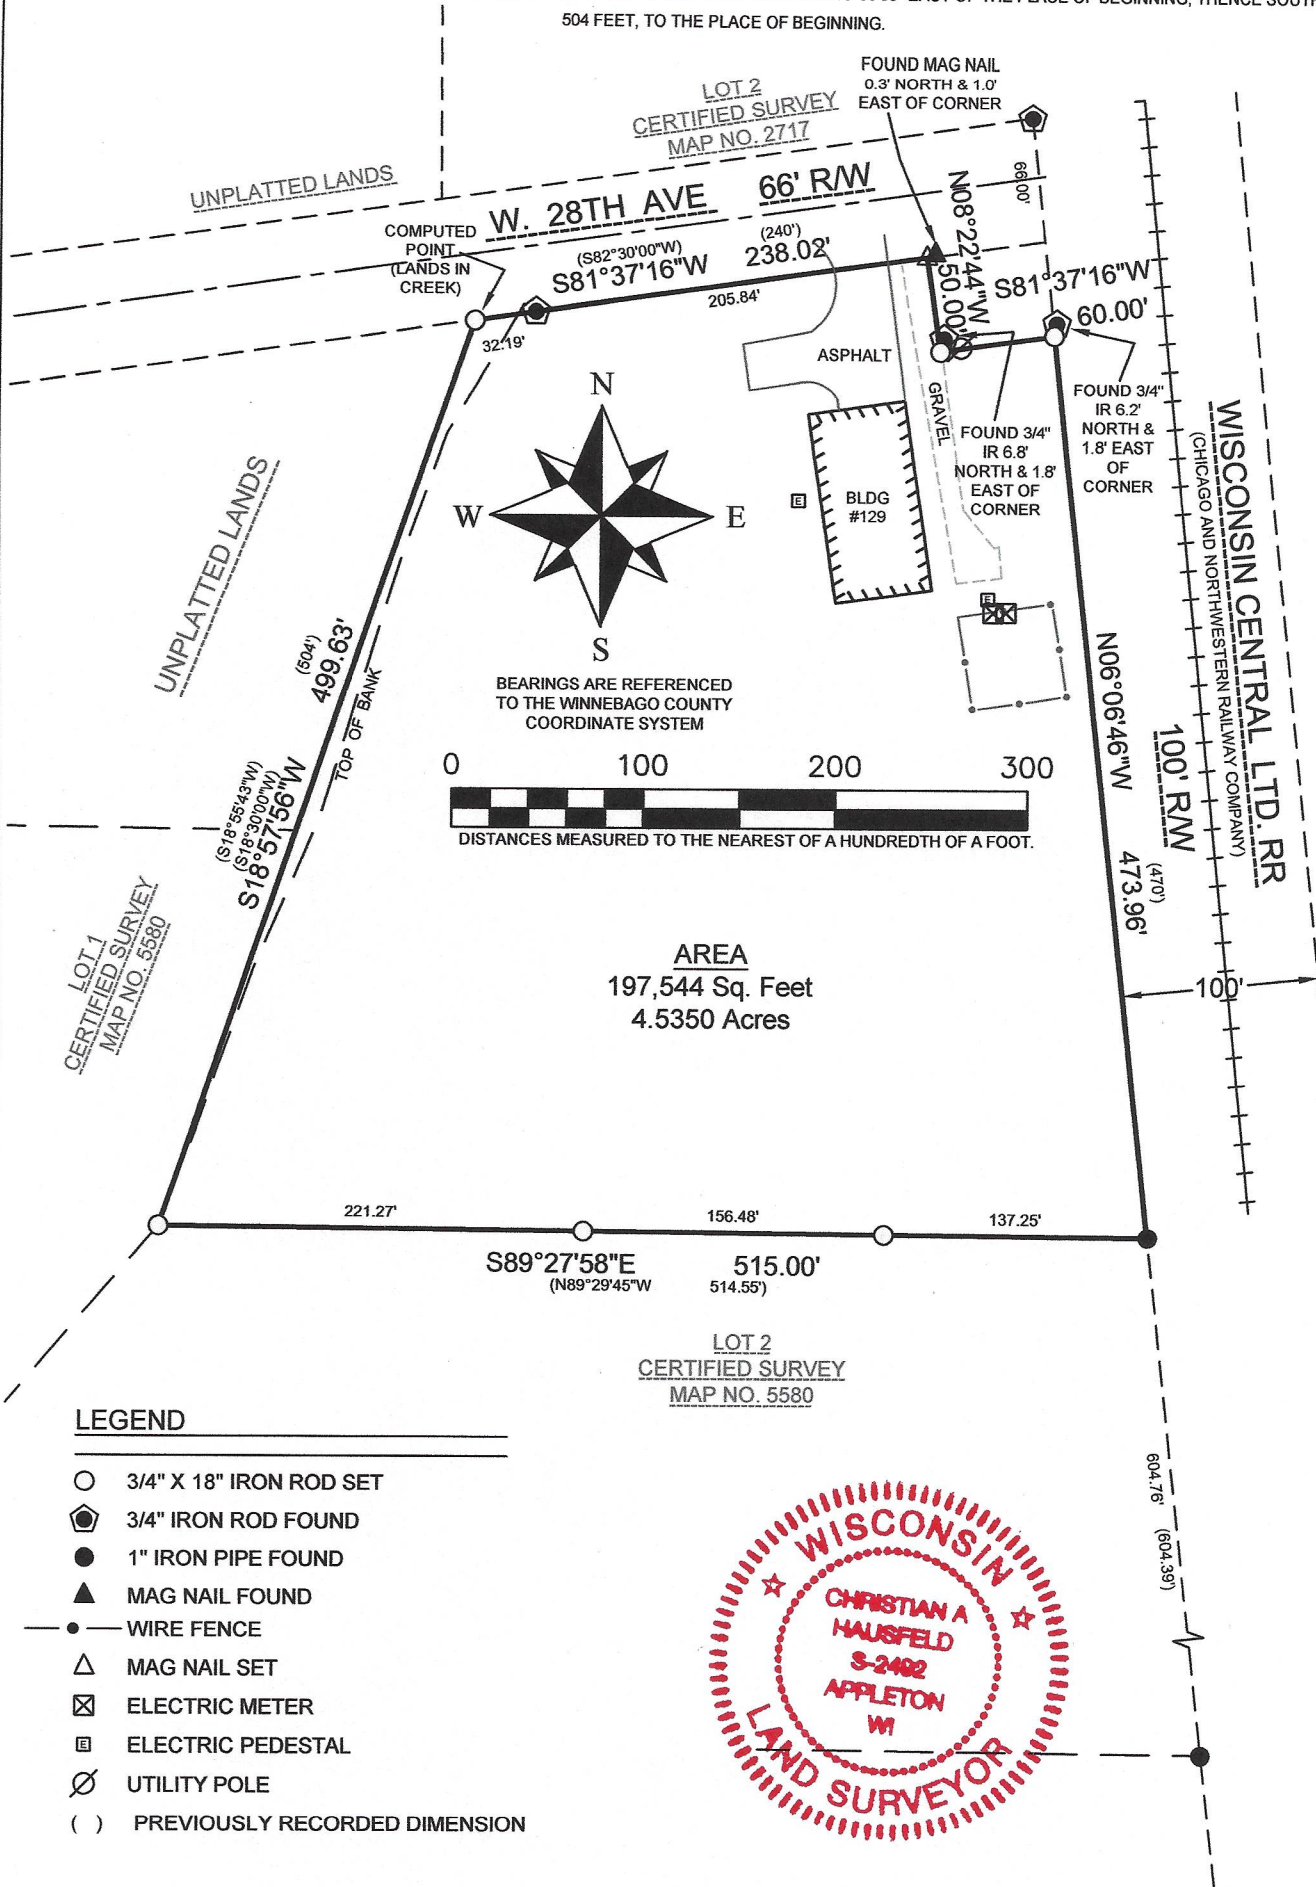 504 FEET, TO THE PLACE OF BEGINNING.
FOUND MAG NAIL
0.3' NORTH & 1.0'
EAST OF CORNER
LOT 2
CERTIFIED SURVEY
MAP NO. 2717
UNPLATTED LANDS
W. 28TH AVE 66' R/W
66.00'
COMPUTED
POINT
(LANDS IN
CREEK)
(S82°30'00"W)
(240')
S81°37'16"W 238.02'
205.84'
32.19'
N08°22'44"W
50.00'
S81°37'16"W
60.00'
ASPHALT
GRAVEL
FOUND 3/4"
IR 6.8'
NORTH & 1.8'
EAST OF
CORNER
FOUND 3/4"
IR 6.2'
NORTH &
1.8' EAST
OF
CORNER
N
W
E
S
E
BLDG
#129
E
WISCONSIN CENTRAL LTD. RR
(CHICAGO AND NORTHWESTERN RAILWAY COMPANY)
100' R/W
UNPLATTED LANDS
(504')
499.63'
TOP OF BANK
BEARINGS ARE REFERENCED
TO THE WINNEBAGO COUNTY
COORDINATE SYSTEM
N06°06'46"W
(470')
473.96'
0 100 200 300
DISTANCES MEASURED TO THE NEAREST OF A HUNDREDTH OF A FOOT.
(S18°55'43"W)
(S18°30'00"W)
S18°57'56"W
LOT 1
CERTIFIED SURVEY
MAP NO. 5580
AREA
197,544 Sq. Feet
4.5350 Acres
100'
221.27'
156.48'
137.25'
S89°27'58"E 515.00'
(N89°29'45"W 514.55')
LOT 2
CERTIFIED SURVEY
MAP NO. 5580
604.76' (604.39')
LEGEND
3/4" X 18" IRON ROD SET
3/4" IRON ROD FOUND
1" IRON PIPE FOUND
MAG NAIL FOUND
WIRE FENCE
MAG NAIL SET
ELECTRIC METER
E ELECTRIC PEDESTAL
UTILITY POLE
( ) PREVIOUSLY RECORDED DIMENSION
WISCONSIN
CHRISTIAN A
HAUSFELD
S-2492
APPLETON
WI
LAND SURVEYOR